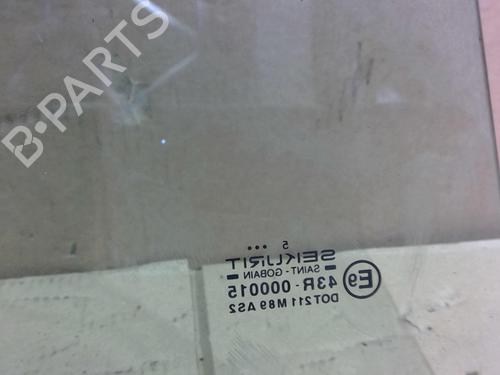 B-PARTS
5 ...
SEKURIT
SAINT-GOBAIN
E9 43R-000015
DOT211 M89 AS2